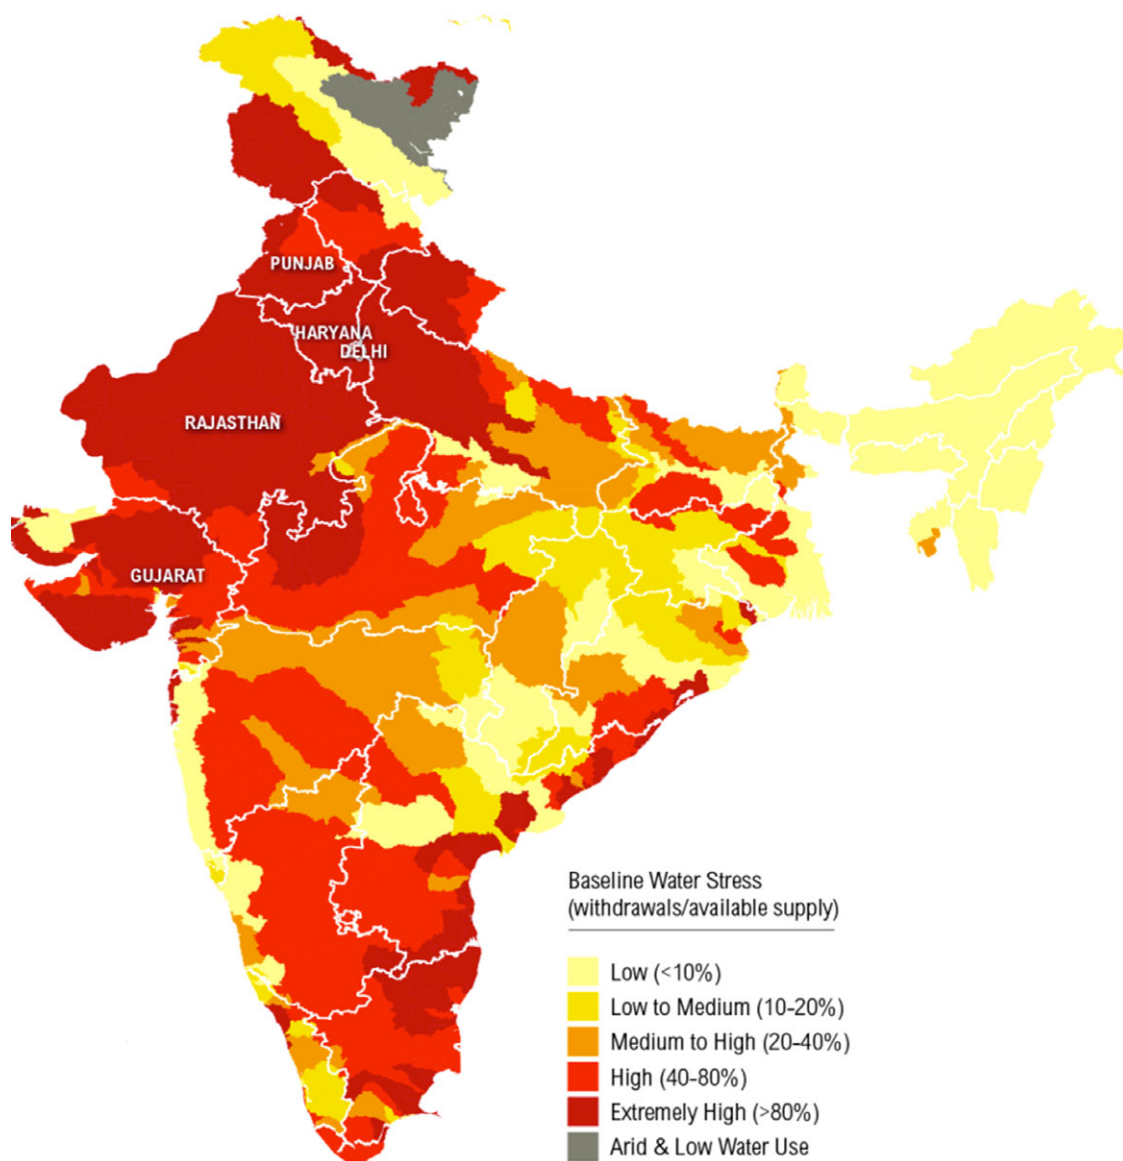 PUNJAB
HARYANA
DELHI
RAJASTHAN
GUJARAT
Baseline Water Stress
(withdrawals/available supply)
Low (<10%)
Low to Medium (10-20%)
Medium to High (20-40%)
High (40-80%)
Extremely High (>80%)
Arid & Low Water Use